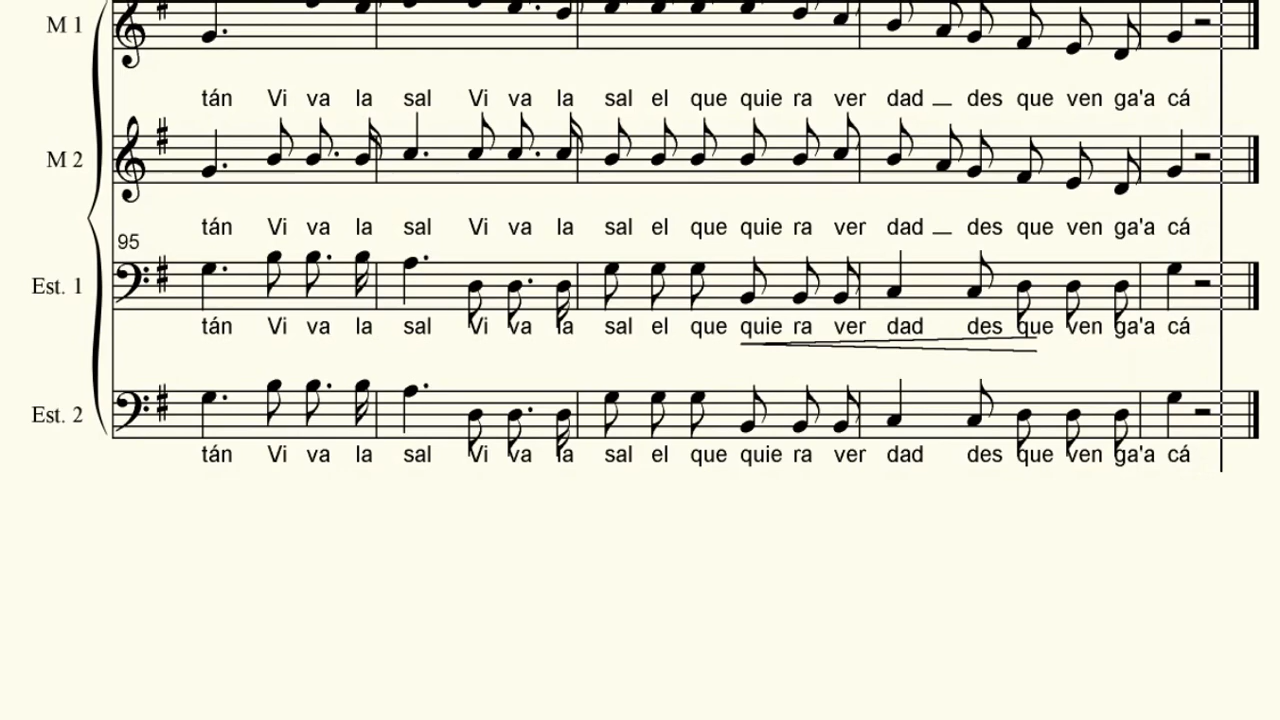 M 1
tán Vi va la sal Vi va la sal el que quie ra ver dad __ des que ven ga'a cá
M 2
tán Vi va la sal Vi va la sal el que quie ra ver dad __ des que ven ga'a cá
95
Est. 1
tán Vi va la sal Vi va la sal el que quie ra ver dad des que ven ga'a cá
Est. 2
tán Vi va la sal Vi va la sal el que quie ra ver dad des que ven ga'a cá